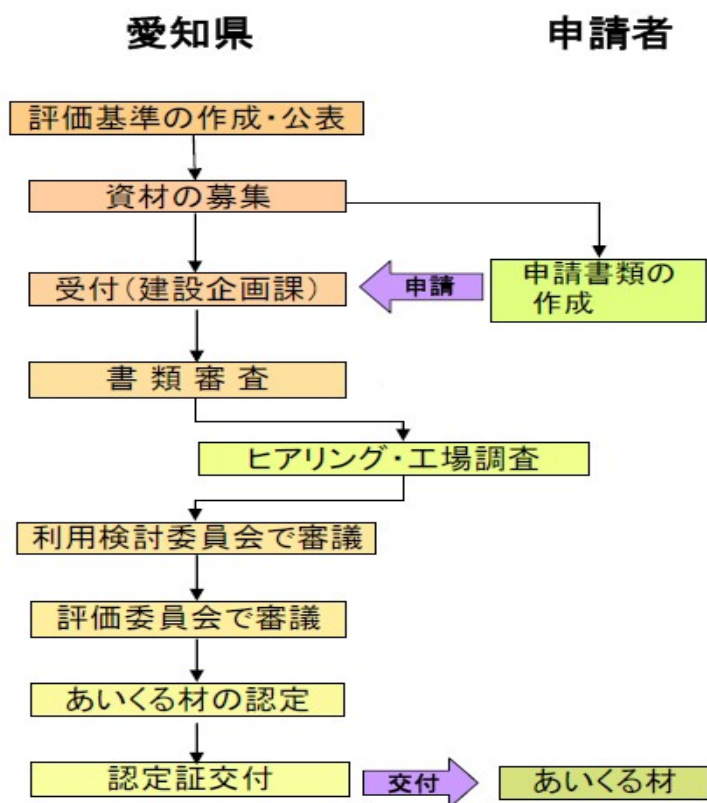 愛知県
申請者
評価基準の作成・公表
資材の募集
受付(建設企画課)
申請
申請書類の
作成
書類審査
ヒアリング・工場調査
利用検討委員会で審議
評価委員会で審議
あいくる材の認定
認定証交付
交付
あいくる材